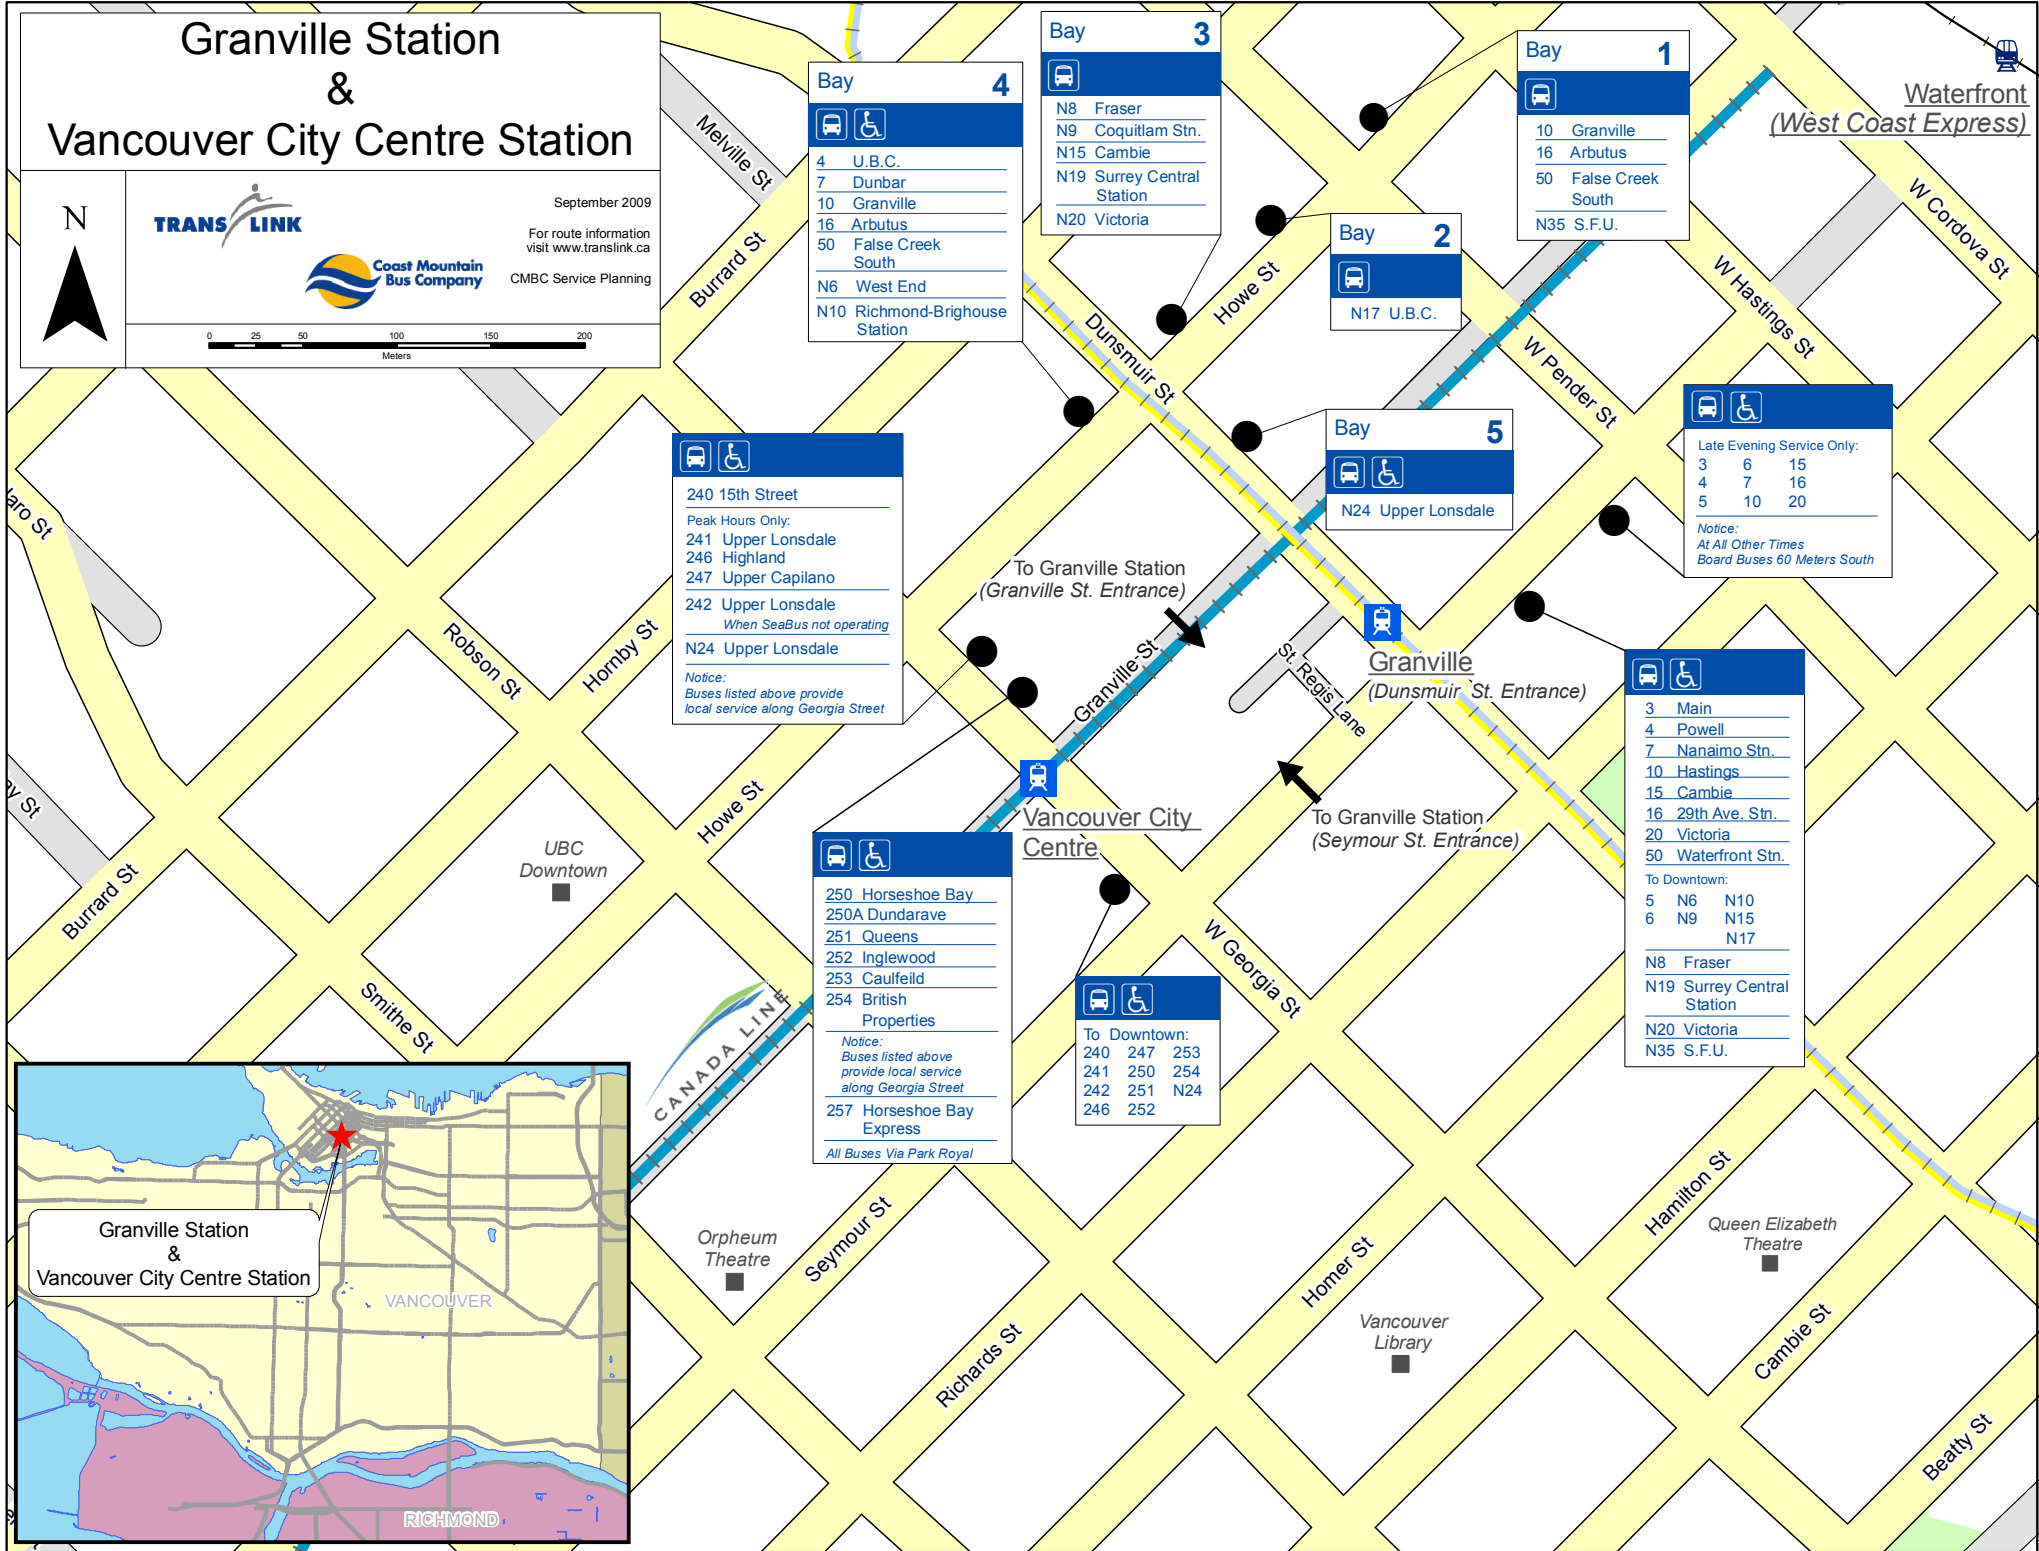 Granville Station
&
Vancouver City Centre Station
N
TRANS LINK
Coast Mountain
Bus Company
September 2009
For route information
visit www.translink.ca
CMBC Service Planning
0 25 50 100 150 200
Meters
Bay 4
4 U.B.C.
7 Dunbar
10 Granville
16 Arbutus
50 False Creek
South
N6 West End
N10 Richmond-Brighouse
Station
Bay 3
N8 Fraser
N9 Coquitlam Stn.
N15 Cambie
N19 Surrey Central
Station
N20 Victoria
Bay 1
10 Granville
16 Arbutus
50 False Creek
South
N35 S.F.U.
Bay 2
N17 U.B.C.
Bay 5
N24 Upper Lonsdale
Waterfront
(West Coast Express)
Melville St
Burrard St
Howe St
Dunsmuir St
W Cordova St
W Hastings St
W Pender St
Late Evening Service Only:
3 6 15
4 7 16
5 10 20
Notice:
At All Other Times
Board Buses 60 Meters South
240 15th Street
Peak Hours Only:
241 Upper Lonsdale
246 Highland
247 Upper Capilano
242 Upper Lonsdale
When SeaBus not operating
N24 Upper Lonsdale
Notice:
Buses listed above provide
local service along Georgia Street
To Granville Station
(Granville St. Entrance)
Granville St
St. Regis Lane
Granville
(Dunsmuir St. Entrance)
aro St
Robson St
Hornby St
Howe St
Vancouver City
Centre
To Granville Station
(Seymour St. Entrance)
3 Main
4 Powell
7 Nanaimo Stn.
10 Hastings
15 Cambie
16 29th Ave. Stn.
20 Victoria
50 Waterfront Stn.
To Downtown:
5 N6 N10
6 N9 N15
N17
N8 Fraser
N19 Surrey Central
Station
N20 Victoria
N35 S.F.U.
y St
Burrard St
UBC
Downtown
Smithe St
CANADA LINE
250 Horseshoe Bay
250A Dundarave
251 Queens
252 Inglewood
253 Caulfeild
254 British
Properties
Notice:
Buses listed above
provide local service
along Georgia Street
257 Horseshoe Bay
Express
All Buses Via Park Royal
W Georgia St
To Downtown:
240 247 253
241 250 254
242 251 N24
246 252
Granville Station
&
Vancouver City Centre Station
VANCOUVER
RICHMOND
Orpheum
Theatre
Seymour St
Richards St
Homer St
Vancouver
Library
Hamilton St
Queen Elizabeth
Theatre
Cambie St
Beatty St